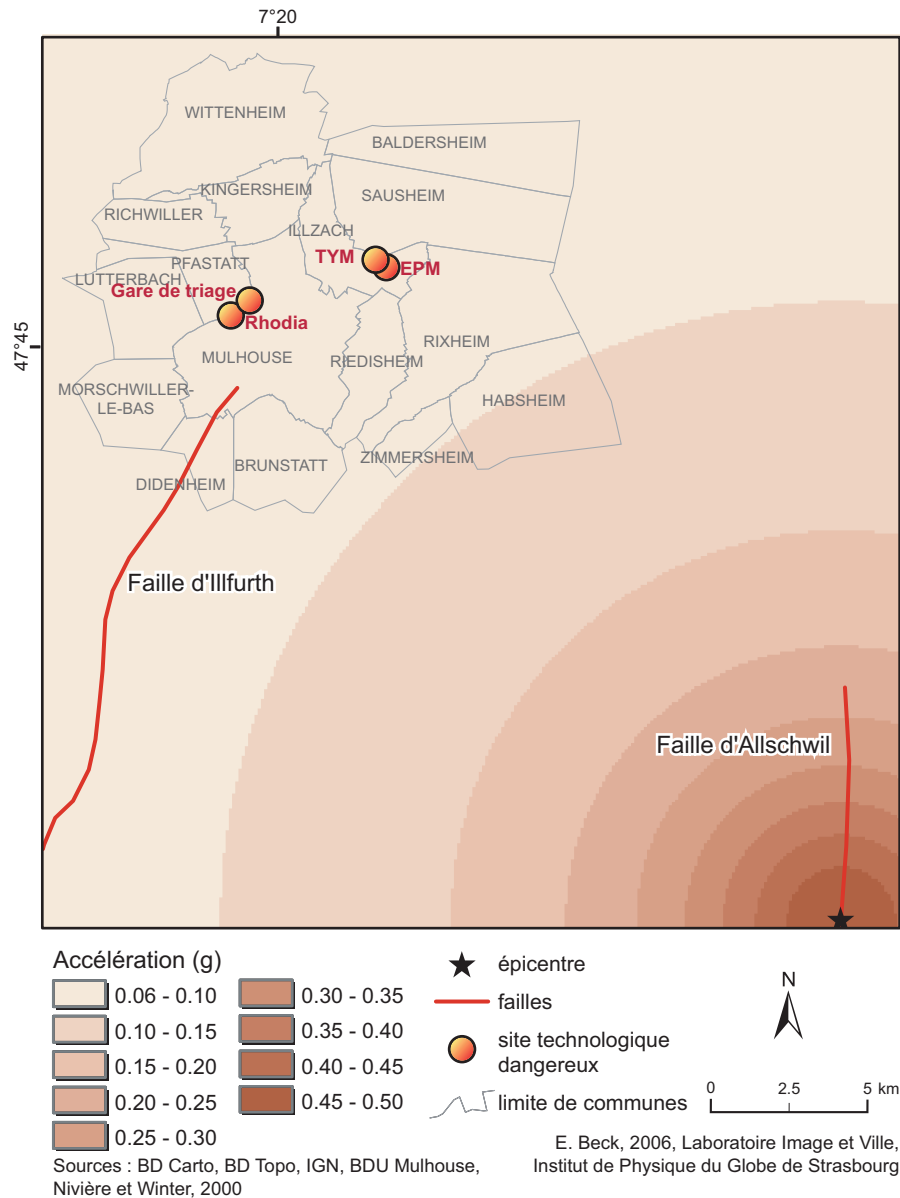 7°20
47°45
WITTENHEIM
BALDERSHEIM
KINGERSHEIM
SAUSHEIM
RICHWILLER
ILLZACH
TYM
EPM
PFASTATT
LUTTERBACH
Gare de triage
Rhodia
MULHOUSE
RIEDISHEIM
RIXHEIM
MORSCHWILLER-
LE-BAS
HABSHEIM
ZIMMERSHEIM
BRUNSTATT
DIDENHEIM
Faille d'Illfurth
Faille d'Allschwil
Accélération (g)
0.06 - 0.10
0.10 - 0.15
0.15 - 0.20
0.20 - 0.25
0.25 - 0.30
0.30 - 0.35
0.35 - 0.40
0.40 - 0.45
0.45 - 0.50
épicentre
failles
site technologique
dangereux
limite de communes
N
0 2.5 5 km
Sources : BD Carto, BD Topo, IGN, BDU Mulhouse,
Nivière et Winter, 2000
E. Beck, 2006, Laboratoire Image et Ville,
Institut de Physique du Globe de Strasbourg